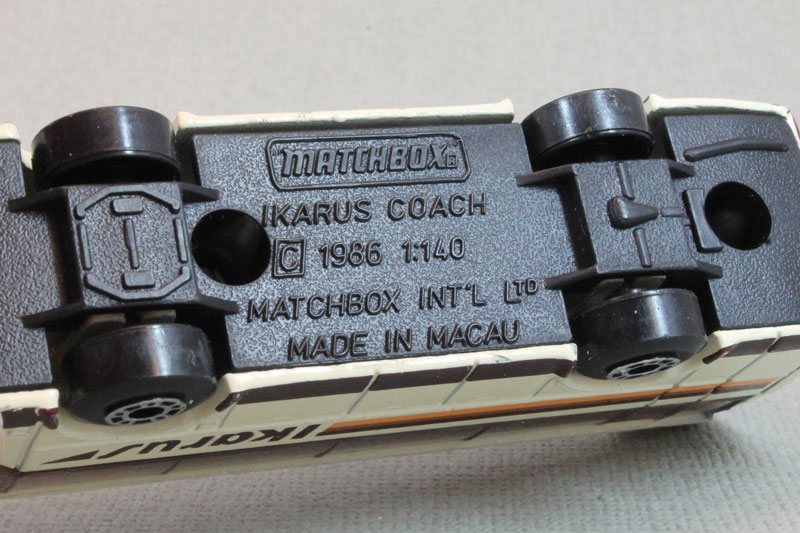 MATCHBOX
IKARUS COACH
C 1986 1:140
MATCHBOX INT'L LTD
MADE IN MACAU
Ikarus